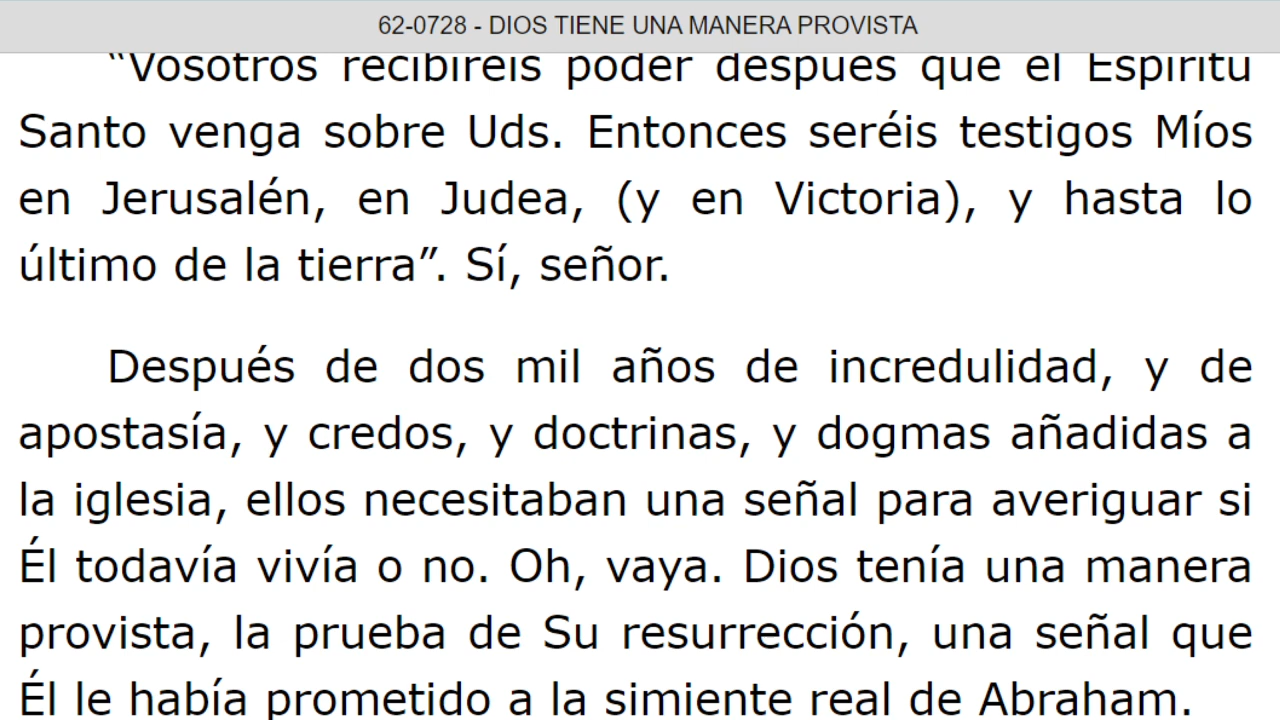 62-0728 - DIOS TIENE UNA MANERA PROVISTA
“Vosotros recibiréis poder después que el Espíritu
Santo venga sobre Uds. Entonces seréis testigos Míos
en Jerusalén, en Judea, (y en Victoria), y hasta lo
último de la tierra”. Sí, señor.
Después de dos mil años de incredulidad, y de
apostasía, y credos, y doctrinas, y dogmas añadidas a
la iglesia, ellos necesitaban una señal para averiguar si
Él todavía vivía o no. Oh, vaya. Dios tenía una manera
provista, la prueba de Su resurrección, una señal que
Él le había prometido a la simiente real de Abraham.